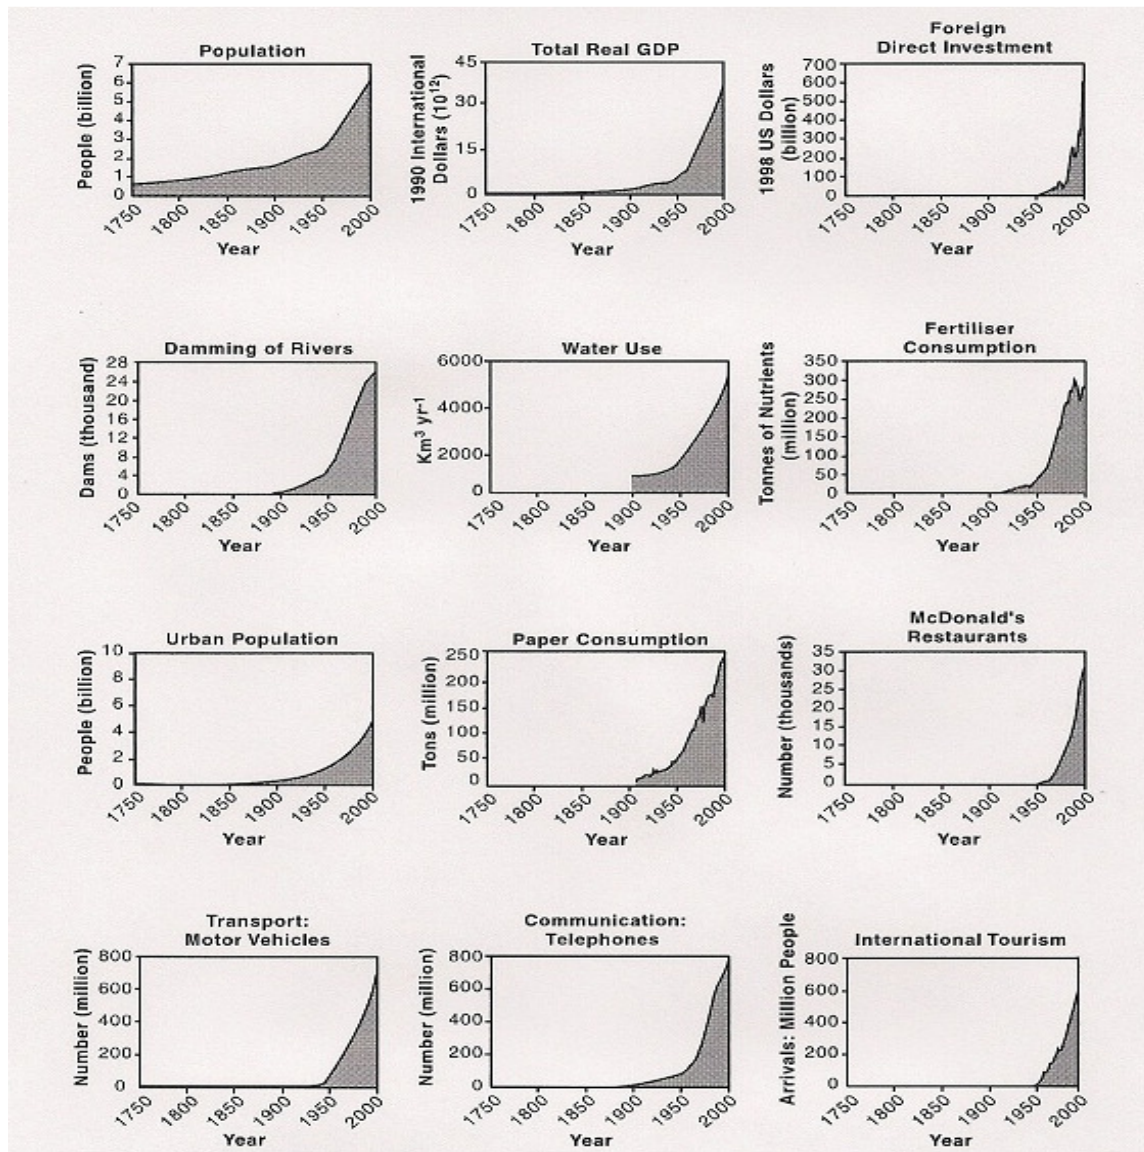 Population
People (billion)
7
6
5
4
3
2
1
0
1750 1800 1850 1900 1950 2000
Year
Total Real GDP
1990 International
Dollars (10¹²)
45
30
15
0
1750 1800 1850 1900 1950 2000
Year
Foreign
Direct Investment
1998 US Dollars
(billion)
700
600
500
400
300
200
100
0
1750 1800 1850 1900 1950 2000
Year
Damming of Rivers
Dams (thousand)
28
24
20
16
12
8
4
0
1750 1800 1850 1900 1950 2000
Year
Water Use
Km³ yr⁻¹
6000
4000
2000
0
1750 1800 1850 1900 1950 2000
Year
Fertiliser
Consumption
Tonnes of Nutrients
(million)
350
300
250
200
150
100
50
0
1750 1800 1850 1900 1950 2000
Year
Urban Population
People (billion)
10
8
6
4
2
0
1750 1800 1850 1900 1950 2000
Year
Paper Consumption
Tons (million)
250
200
150
100
50
0
1750 1800 1850 1900 1950 2000
Year
McDonald's
Restaurants
Number (thousands)
35
30
25
20
15
10
5
0
1750 1800 1850 1900 1950 2000
Year
Transport:
Motor Vehicles
Number (million)
800
600
400
200
0
1750 1800 1850 1900 1950 2000
Year
Communication:
Telephones
Number (million)
800
600
400
200
0
1750 1800 1850 1900 1950 2000
Year
International Tourism
Arrivals: Million People
800
600
400
200
0
1750 1800 1850 1900 1950 2000
Year